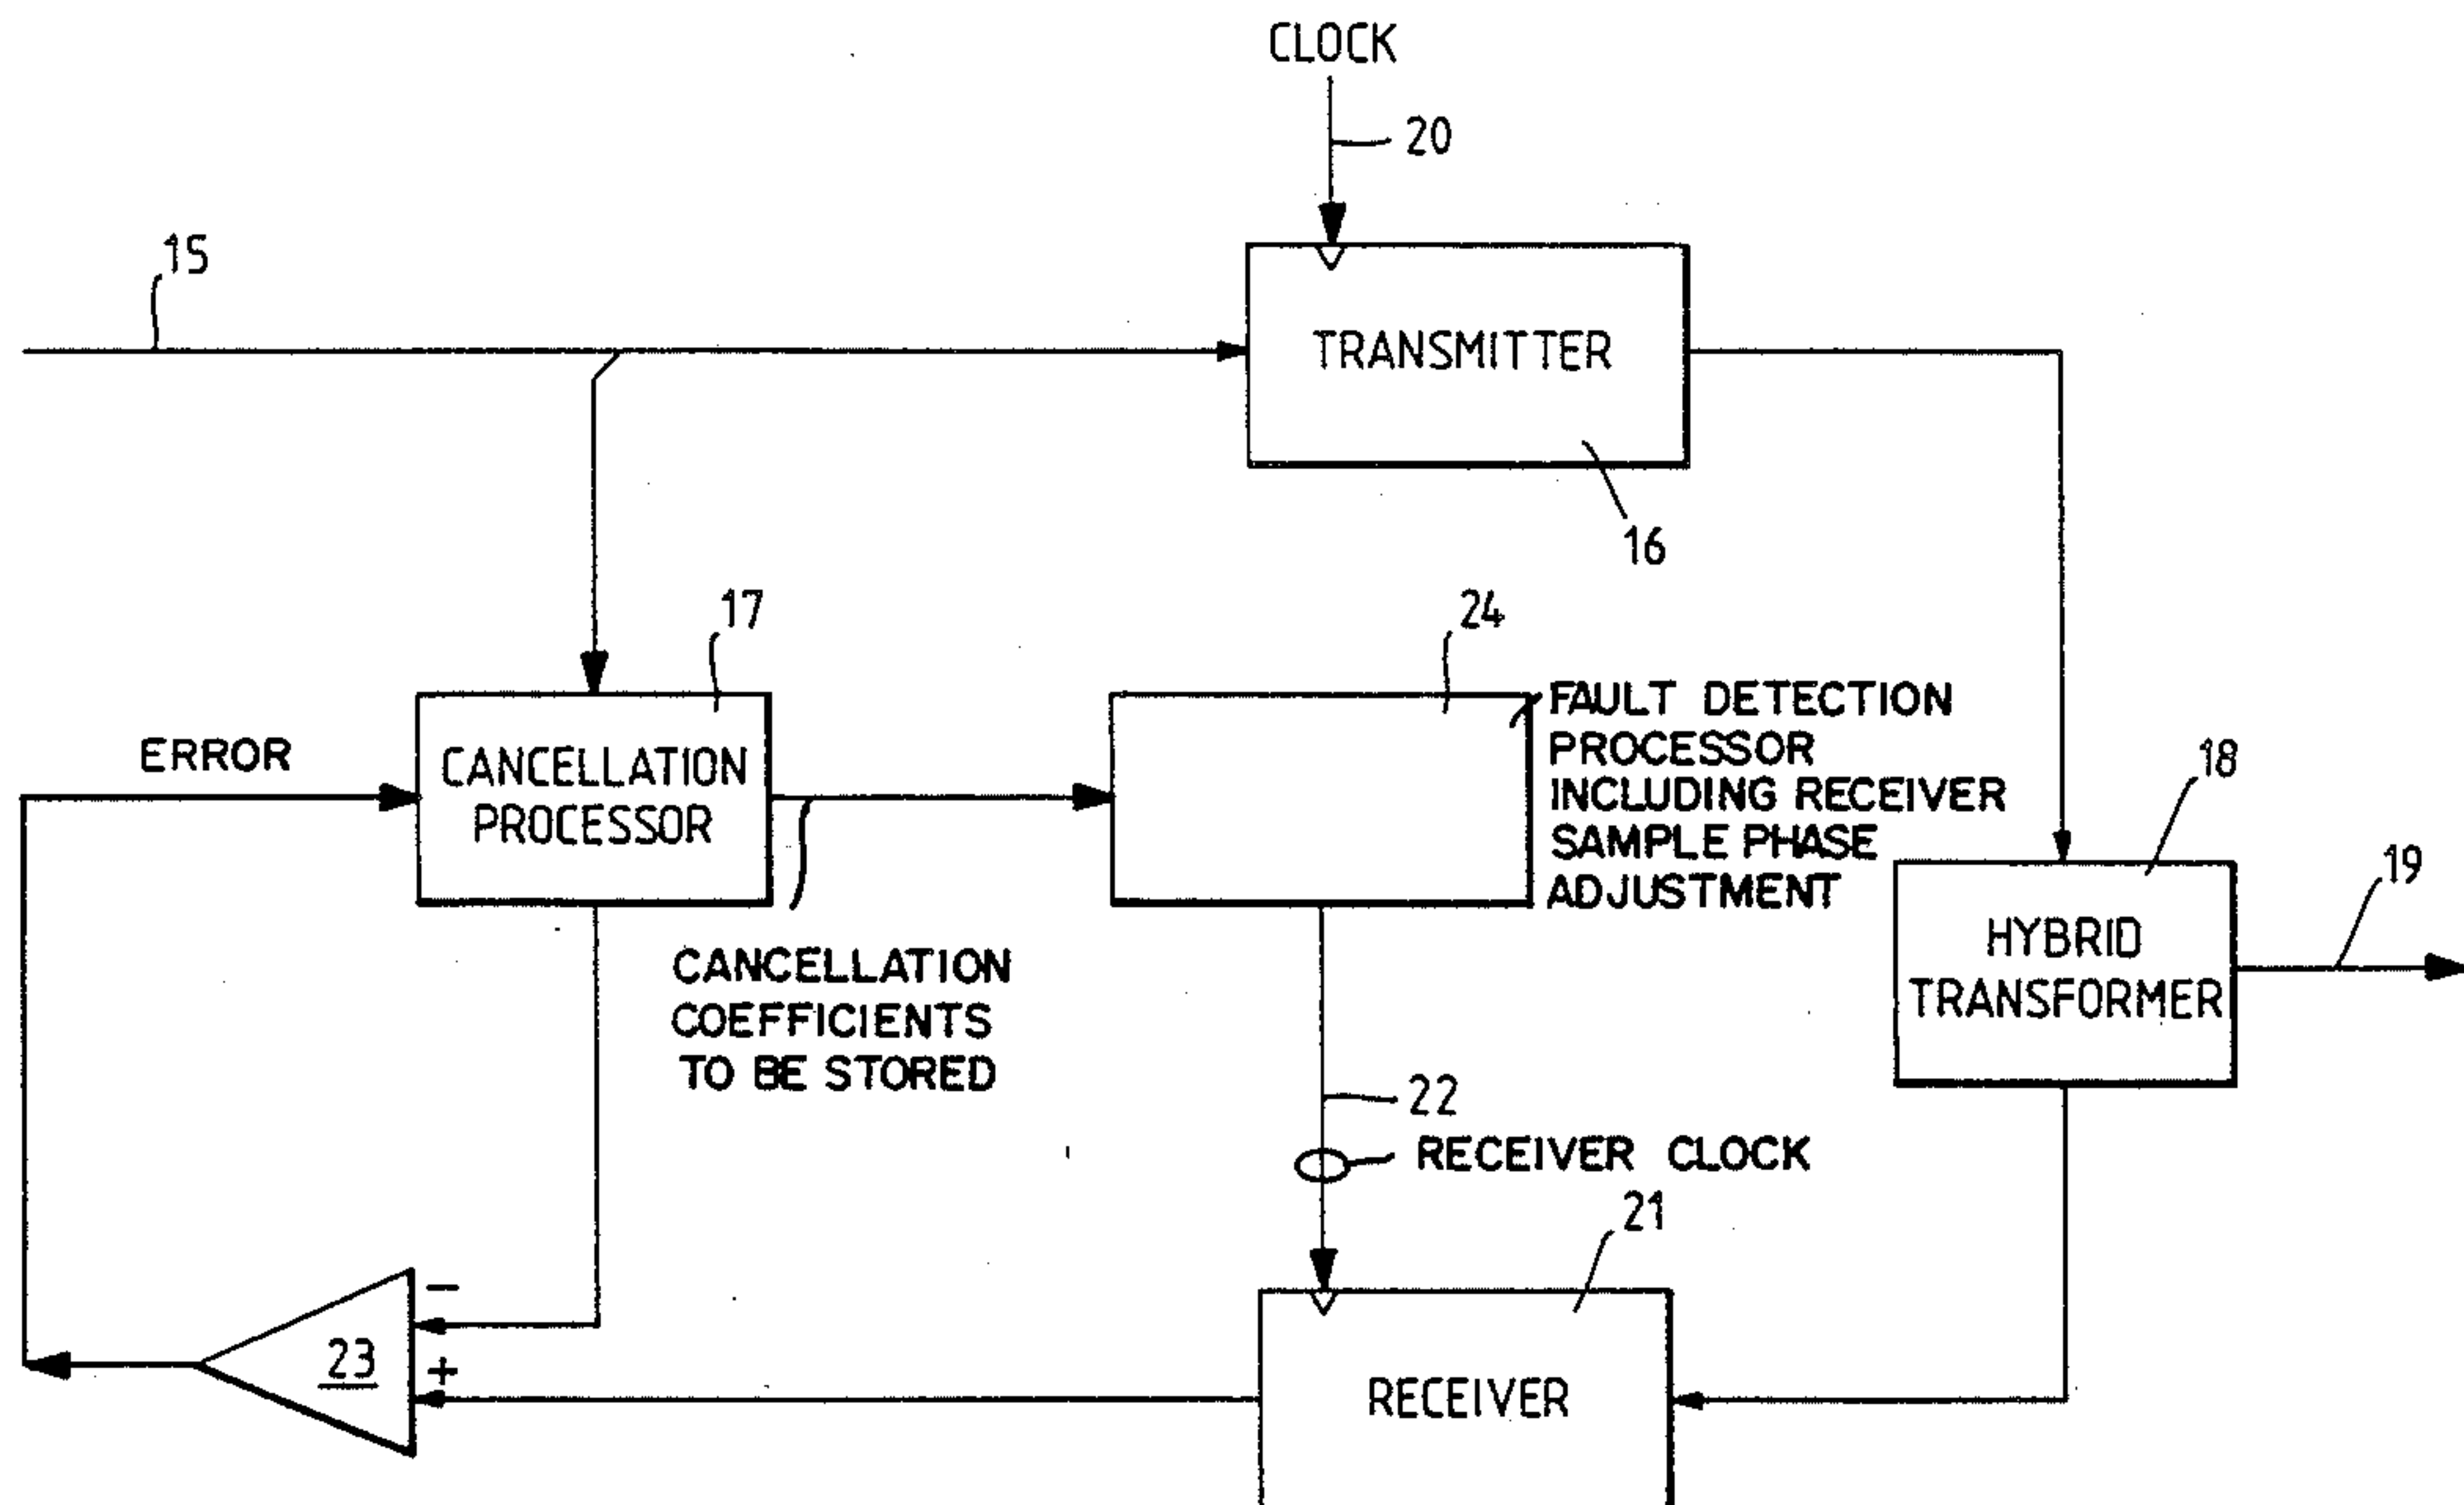 CLOCK
20
15
TRANSMITTER
16
17
24
FAULT DETECTION
PROCESSOR
INCLUDING RECEIVER
SAMPLE PHASE
ADJUSTMENT
ERROR
CANCELLATION
PROCESSOR
18
19
HYBRID
TRANSFORMER
CANCELLATION
COEFFICIENTS
TO BE STORED
22
RECEIVER CLOCK
21
−
23
+
RECEIVER